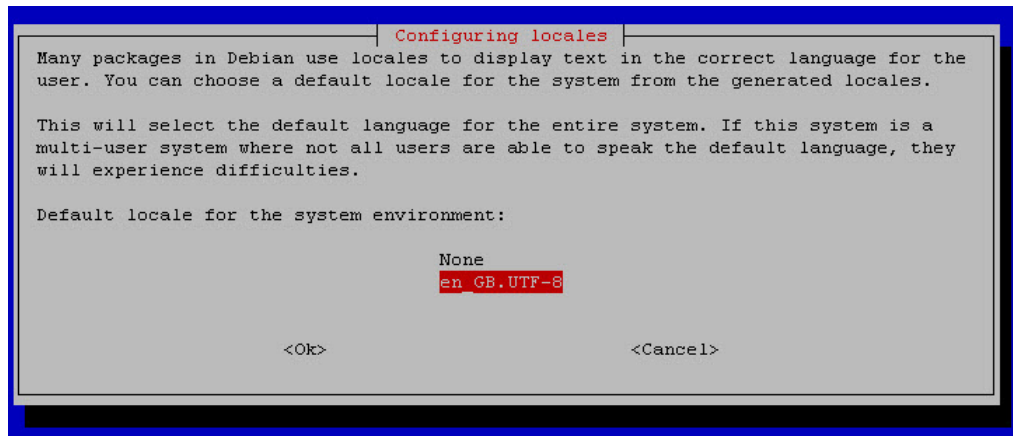 Configuring locales
Many packages in Debian use locales to display text in the correct language for the
user. You can choose a default locale for the system from the generated locales.
This will select the default language for the entire system. If this system is a
multi-user system where not all users are able to speak the default language, they
will experience difficulties.
Default locale for the system environment:
None
en_GB.UTF-8
<Ok> <Cancel>